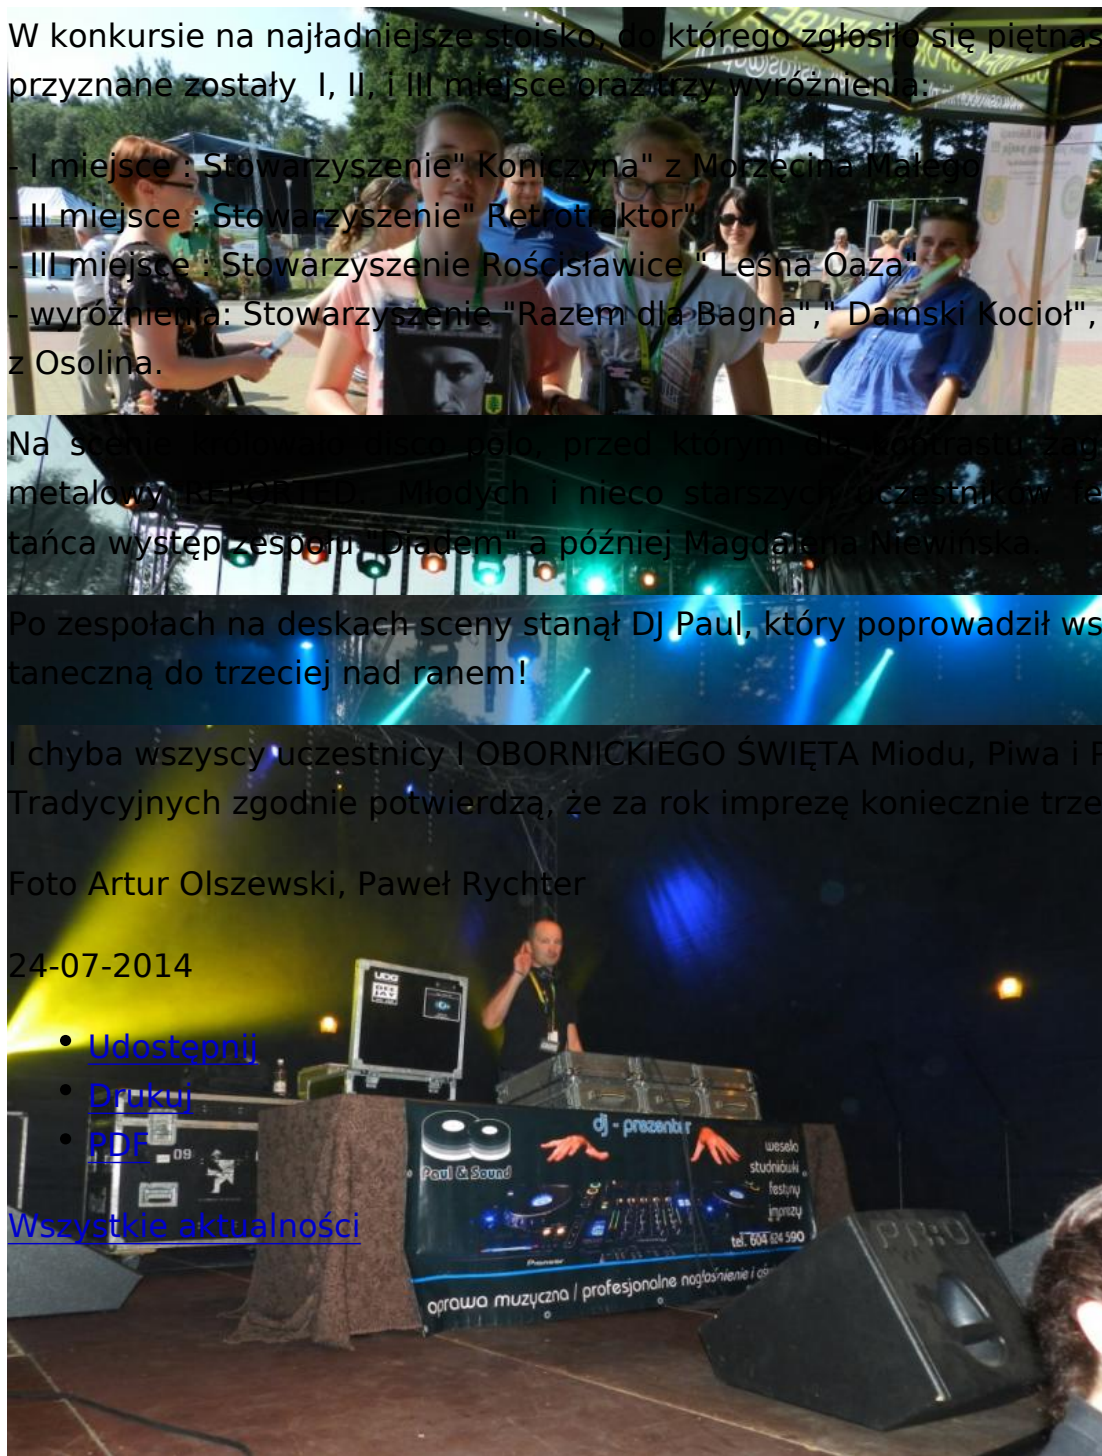 W konkursie na najładniejsze stoisko, do którego zgłosiło się piętnas
przyznane zostały I, II, i III miejsce oraz trzy wyróżnienia:
- I miejsce : Stowarzyszenie" Koniczyna" z Morzęcina Małego
- II miejsce : Stowarzyszenie" Retrotraktor"
- III miejsce : Stowarzyszenie Rościsławice " Leśna Oaza"
- wyróżnienia: Stowarzyszenie "Razem dla Bagna"," Damski Kocioł",
z Osolina.
Na scenie królowało disco polo, przed którym dla kontrastu zag
metalowy REPORTED. Młodych i nieco starszych uczestników fe
tańca występ zespołu "Diadem" a później Magdalena Niewińska.
Po zespołach na deskach sceny stanął DJ Paul, który poprowadził ws
taneczną do trzeciej nad ranem!
I chyba wszyscy uczestnicy I OBORNICKIEGO ŚWIĘTA Miodu, Piwa i P
Tradycyjnych zgodnie potwierdzą, że za rok imprezę koniecznie trze
Foto Artur Olszewski, Paweł Rychter
24-07-2014
UDG
Udostępnij
Drukuj
PDF
Wszystkie aktualności
09
Paul & Sound
dj - prezenter
wesela
studniówki
festyny
imprezy
tel. 604 624 590
Pioneer
oprawa muzyczna / profesjonalne nagłośnienie i